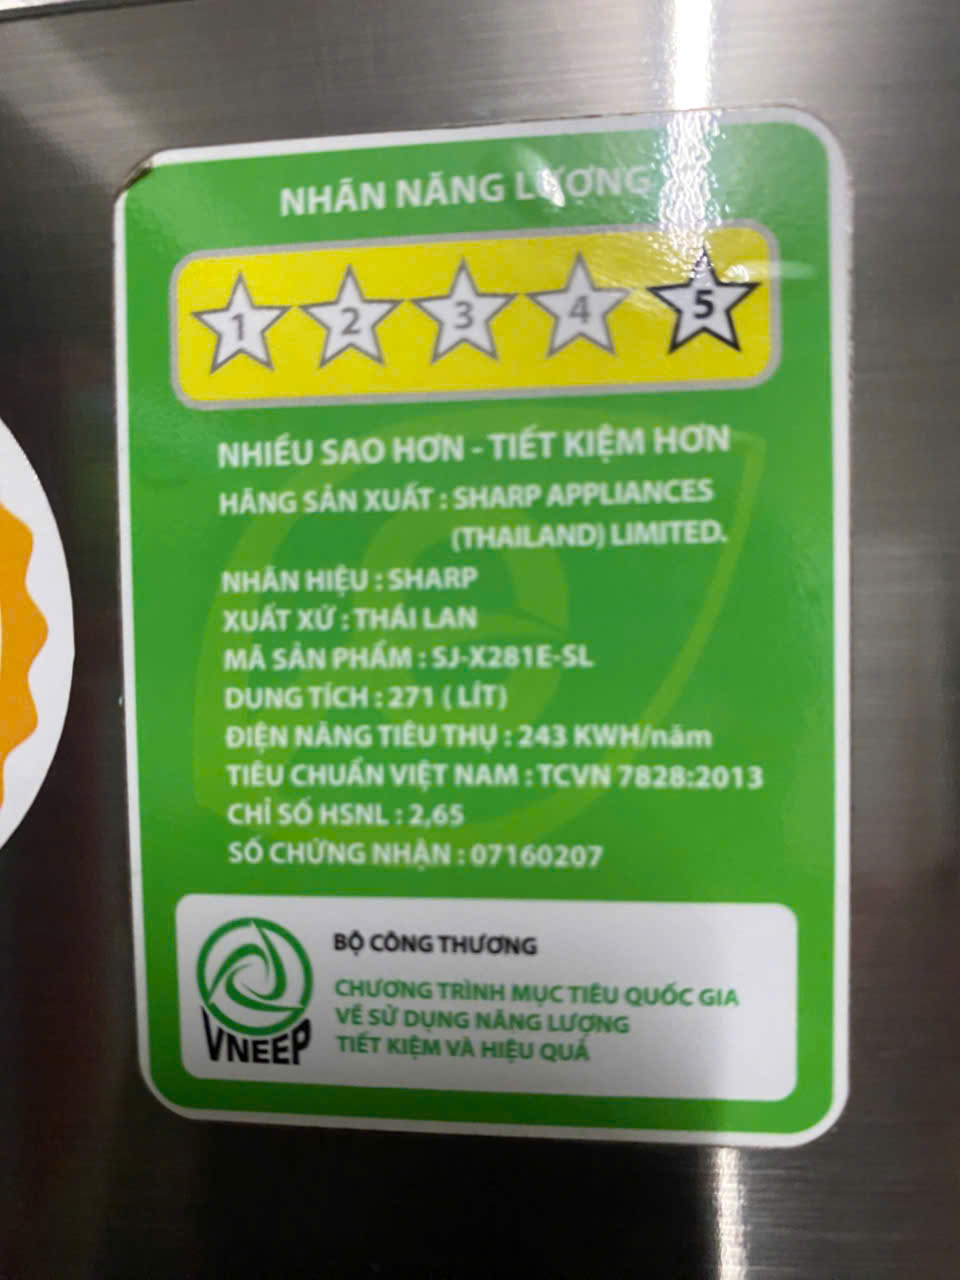 NHÃN NĂNG LƯỢNG
1 2 3 4 5
NHIỀU SAO HƠN - TIẾT KIỆM HƠN
HÃNG SẢN XUẤT : SHARP APPLIANCES
(THAILAND) LIMITED.
NHÃN HIỆU : SHARP
XUẤT XỨ : THÁI LAN
MÃ SẢN PHẨM : SJ-X281E-SL
DUNG TÍCH : 271 ( LÍT)
ĐIỆN NĂNG TIÊU THỤ : 243 KWH/năm
TIÊU CHUẨN VIỆT NAM : TCVN 7828:2013
CHỈ SỐ HSNL : 2,65
SỐ CHỨNG NHẬN : 07160207
BỘ CÔNG THƯƠNG
CHƯƠNG TRÌNH MỤC TIÊU QUỐC GIA
VỀ SỬ DỤNG NĂNG LƯỢNG
TIẾT KIỆM VÀ HIỆU QUẢ
VNEEP